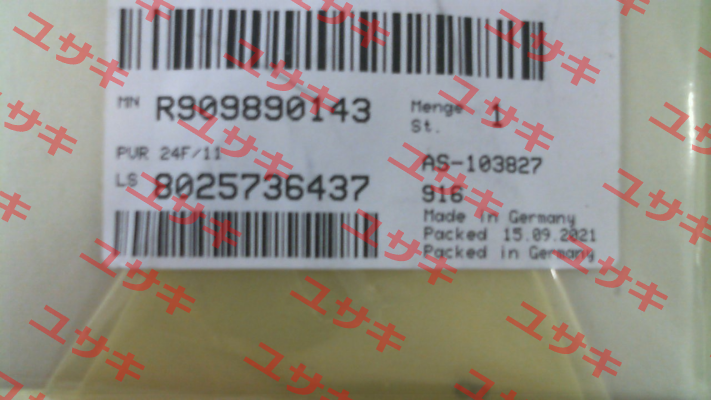 MN R909890143
Menge 1
St.
PVR 24F/11
AS-103827
LS 8025736437
916
Made in Germany
Packed 15.09.2021
Packed in Germany
ユサキ